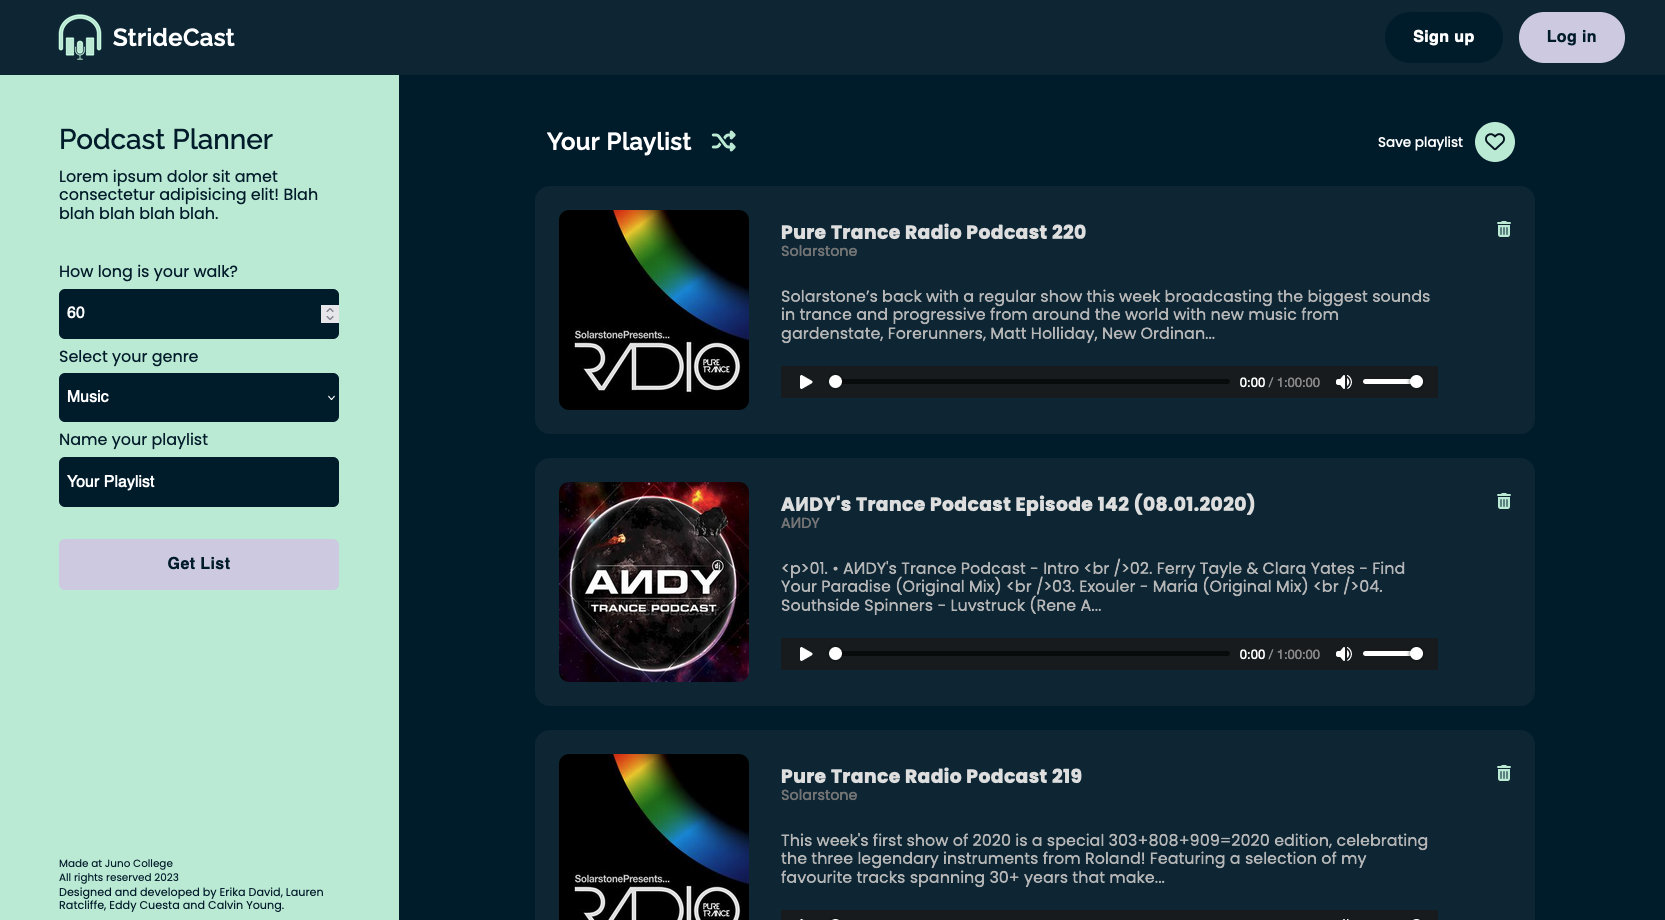 StrideCast
Sign up
Log in
Podcast Planner
Lorem ipsum dolor sit amet
consectetur adipisicing elit! Blah
blah blah blah blah.
How long is your walk?
60
Select your genre
Music
Name your playlist
Your Playlist
Get List
Made at Juno College
All rights reserved 2023
Designed and developed by Erika David, Lauren
Ratcliffe, Eddy Cuesta and Calvin Young.
Your Playlist
Save playlist
SolarstonePresents...
RADIO
PURE
TRANCE
Pure Trance Radio Podcast 220
Solarstone
Solarstone's back with a regular show this week broadcasting the biggest sounds
in trance and progressive from around the world with new music from
gardenstate, Forerunners, Matt Holliday, New Ordinan...
0:00 / 1:00:00
AИDY
TRANCE PODCAST
AИDY's Trance Podcast Episode 142 (08.01.2020)
AИDY
<p>01. • AИDY's Trance Podcast - Intro <br />02. Ferry Tayle & Clara Yates - Find
Your Paradise (Original Mix) <br />03. Exouler - Maria (Original Mix) <br />04.
Southside Spinners - Luvstruck (Rene A...
0:00 / 1:00:00
SolarstonePresents...
RADIO
PURE
TRANCE
Pure Trance Radio Podcast 219
Solarstone
This week's first show of 2020 is a special 303+808+909=2020 edition, celebrating
the three legendary instruments from Roland! Featuring a selection of my
favourite tracks spanning 30+ years that make...